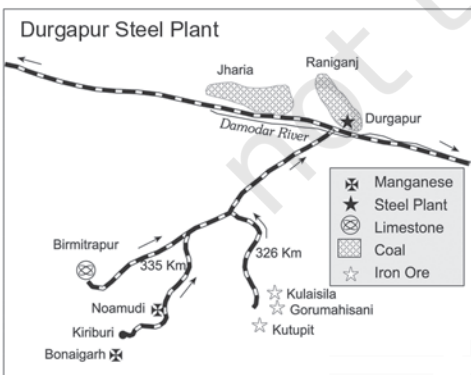 Durgapur Steel Plant
Raniganj
Jharia
Durgapur
Damodar River
Manganese
Steel Plant
Limestone
Coal
Iron Ore
Birmitrapur
335 Km
326 Km
Noamudi
Kulaisila
Gorumahisani
Kutupit
Kiriburi
Bonaigarh
not